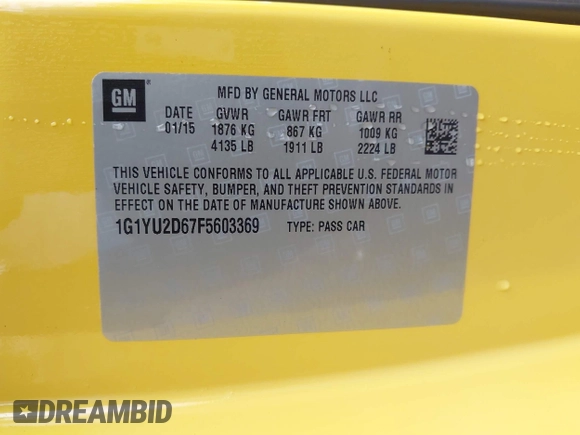 GM
MFD BY GENERAL MOTORS LLC
DATE GVWR GAWR FRT GAWR RR
01/15 1876 KG 867 KG 1009 KG
4135 LB 1911 LB 2224 LB
THIS VEHICLE CONFORMS TO ALL APPLICABLE U.S. FEDERAL MOTOR
VEHICLE SAFETY, BUMPER, AND THEFT PREVENTION STANDARDS IN
EFFECT ON THE DATE OF MANUFACTURE SHOWN ABOVE.
1G1YU2D67F5603369 TYPE: PASS CAR
DREAMBID